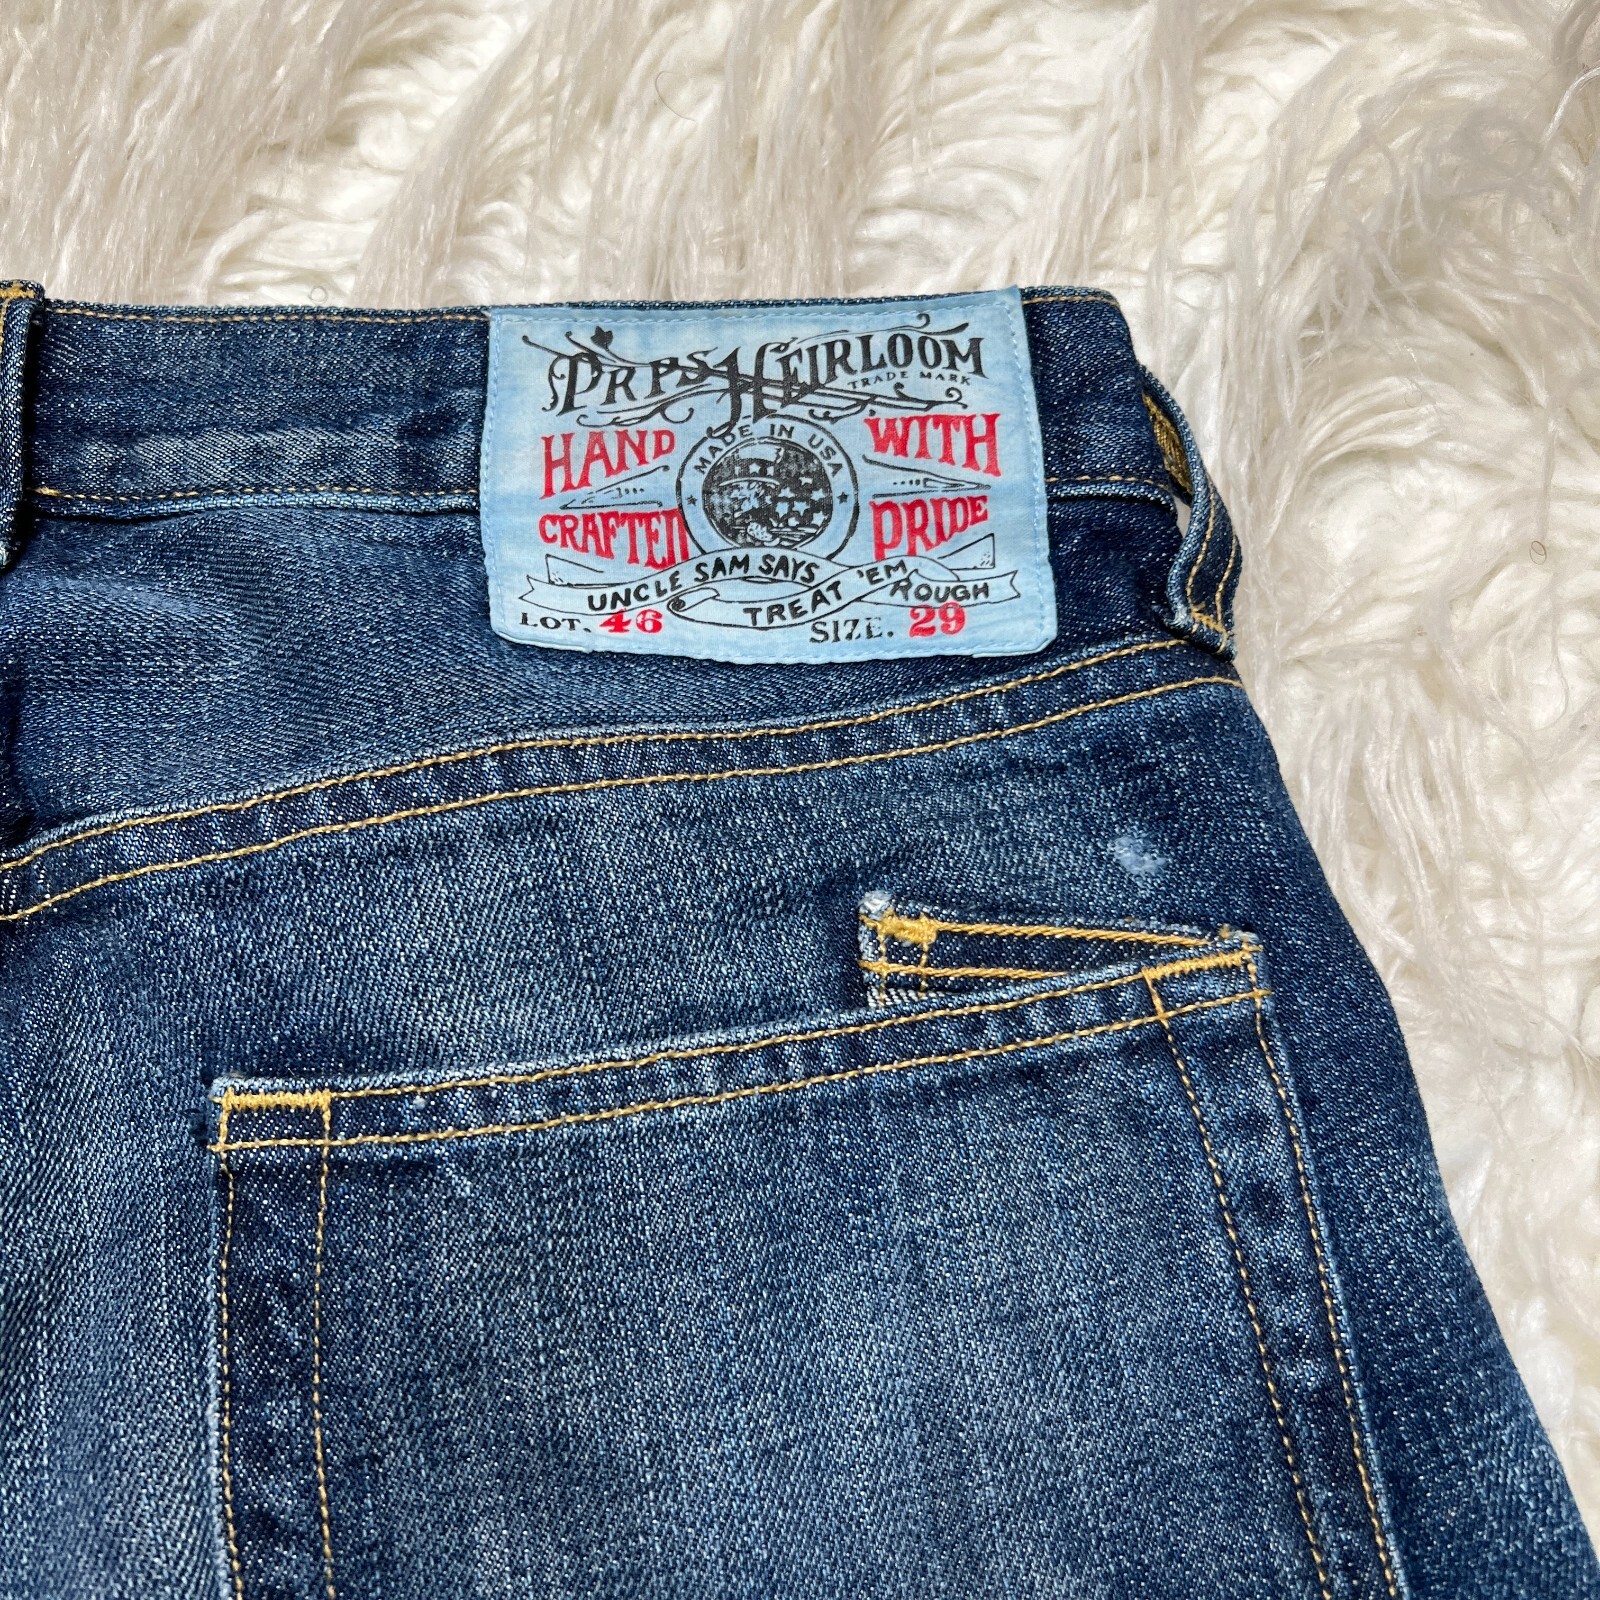 PRPS HEIRLOOM
TRADE MARK
HAND WITH
MADE IN USA
CRAFTED PRIDE
UNCLE SAM SAYS TREAT 'EM ROUGH
LOT. 46 SIZE. 29